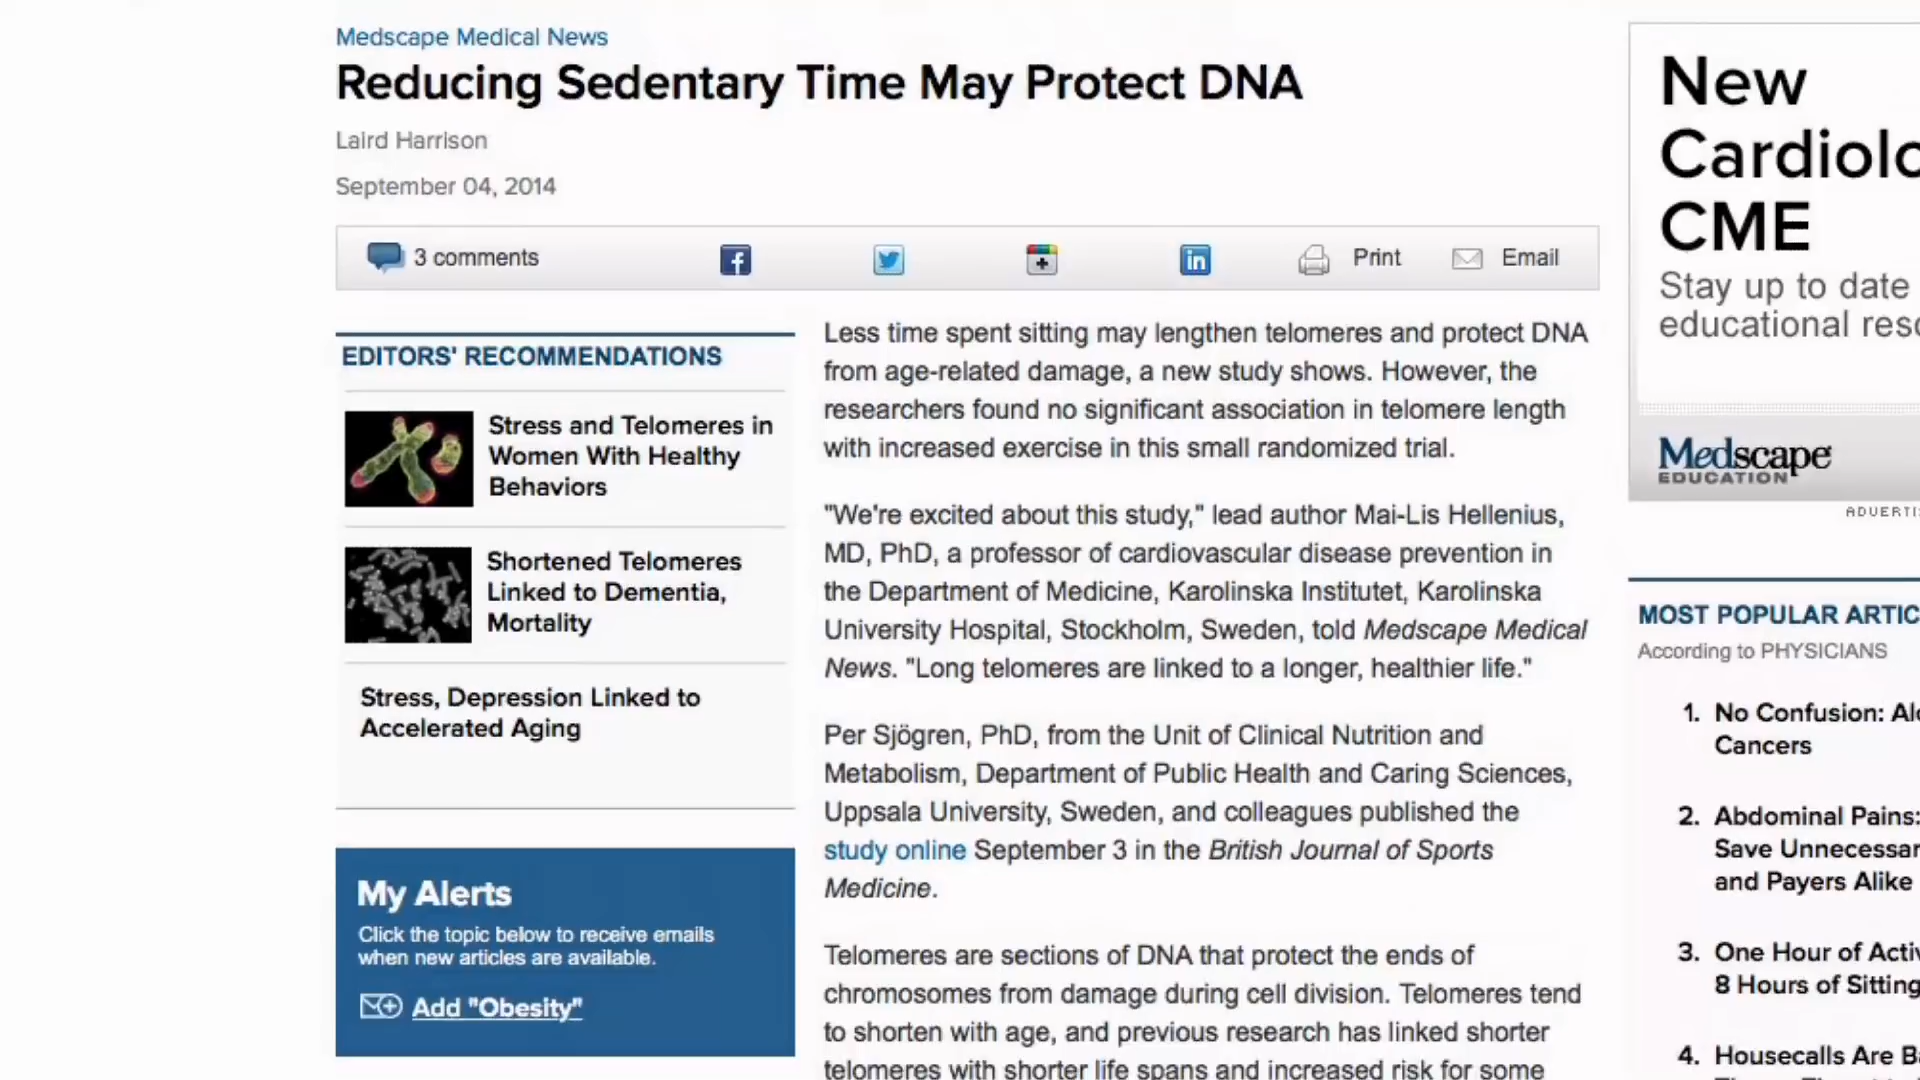 Medscape Medical News
Reducing Sedentary Time May Protect DNA
Laird Harrison
September 04, 2014
3 comments
Print
Email
EDITORS' RECOMMENDATIONS
Stress and Telomeres in
Women With Healthy
Behaviors
Shortened Telomeres
Linked to Dementia,
Mortality
Stress, Depression Linked to
Accelerated Aging
My Alerts
Click the topic below to receive emails
when new articles are available.
Add "Obesity"
Less time spent sitting may lengthen telomeres and protect DNA
from age-related damage, a new study shows. However, the
researchers found no significant association in telomere length
with increased exercise in this small randomized trial.
"We're excited about this study," lead author Mai-Lis Hellenius,
MD, PhD, a professor of cardiovascular disease prevention in
the Department of Medicine, Karolinska Institutet, Karolinska
University Hospital, Stockholm, Sweden, told Medscape Medical
News. "Long telomeres are linked to a longer, healthier life."
Per Sjögren, PhD, from the Unit of Clinical Nutrition and
Metabolism, Department of Public Health and Caring Sciences,
Uppsala University, Sweden, and colleagues published the
study online September 3 in the British Journal of Sports
Medicine.
Telomeres are sections of DNA that protect the ends of
chromosomes from damage during cell division. Telomeres tend
to shorten with age, and previous research has linked shorter
telomeres with shorter life spans and increased risk for some
New
Cardiolo
CME
Stay up to date
educational reso
Medscape
EDUCATION
ADVERTI
MOST POPULAR ARTIC
According to PHYSICIANS
1. No Confusion: Alc
Cancers
2. Abdominal Pains:
Save Unnecessar
and Payers Alike
3. One Hour of Activ
8 Hours of Sitting
4. Housecalls Are Ba